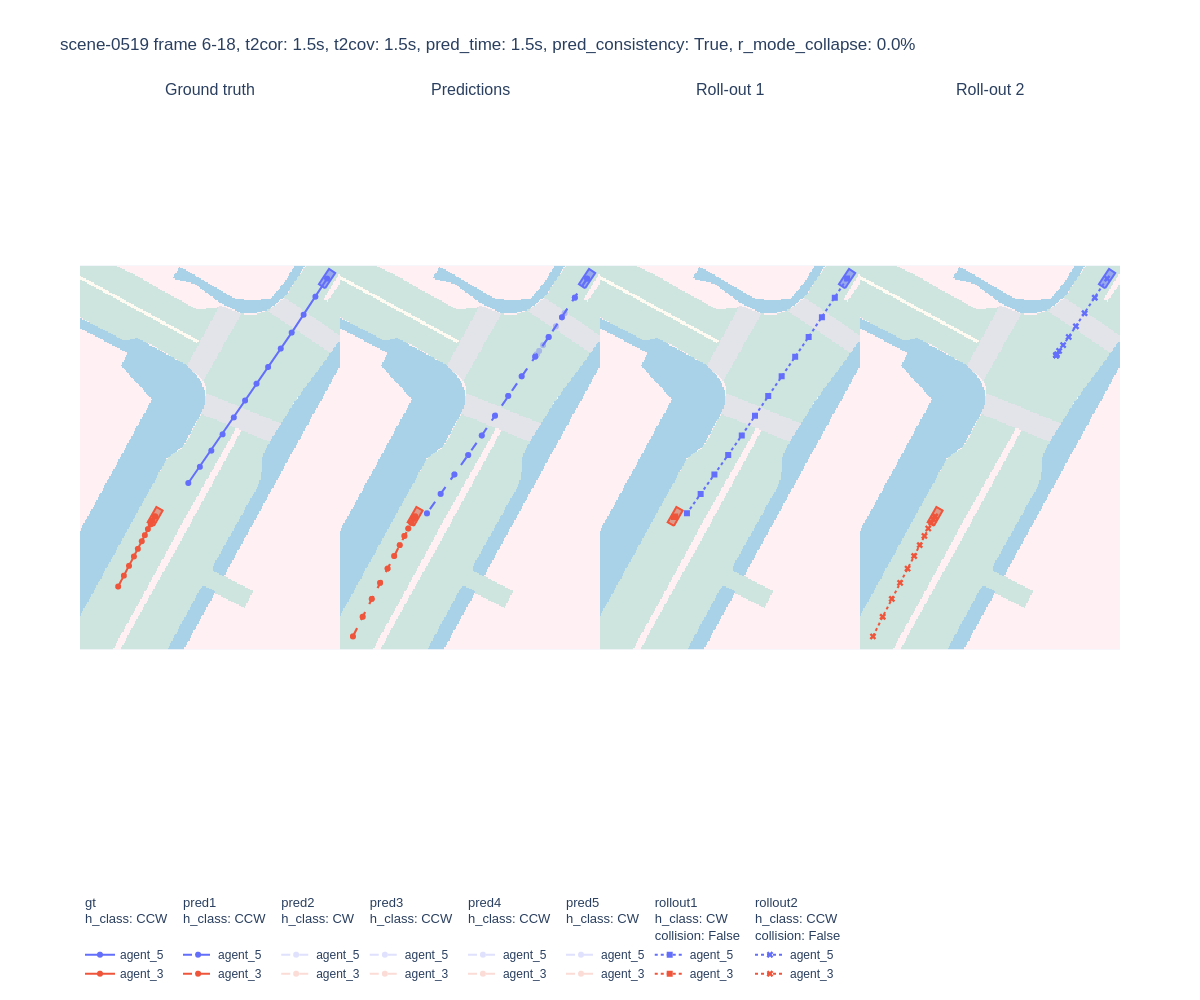 scene-0519 frame 6-18, t2cor: 1.5s, t2cov: 1.5s, pred_time: 1.5s, pred_consistency: True, r_mode_collapse: 0.0%
Ground truth Predictions Roll-out 1 Roll-out 2
gt pred1 pred2 pred3 pred4 pred5 rollout1 rollout2
h_class: CCW h_class: CCW h_class: CW h_class: CCW h_class: CCW h_class: CW h_class: CW h_class: CCW
collision: False collision: False
agent_5 agent_5 agent_5 agent_5 agent_5 agent_5 agent_5 agent_5
agent_3 agent_3 agent_3 agent_3 agent_3 agent_3 agent_3 agent_3